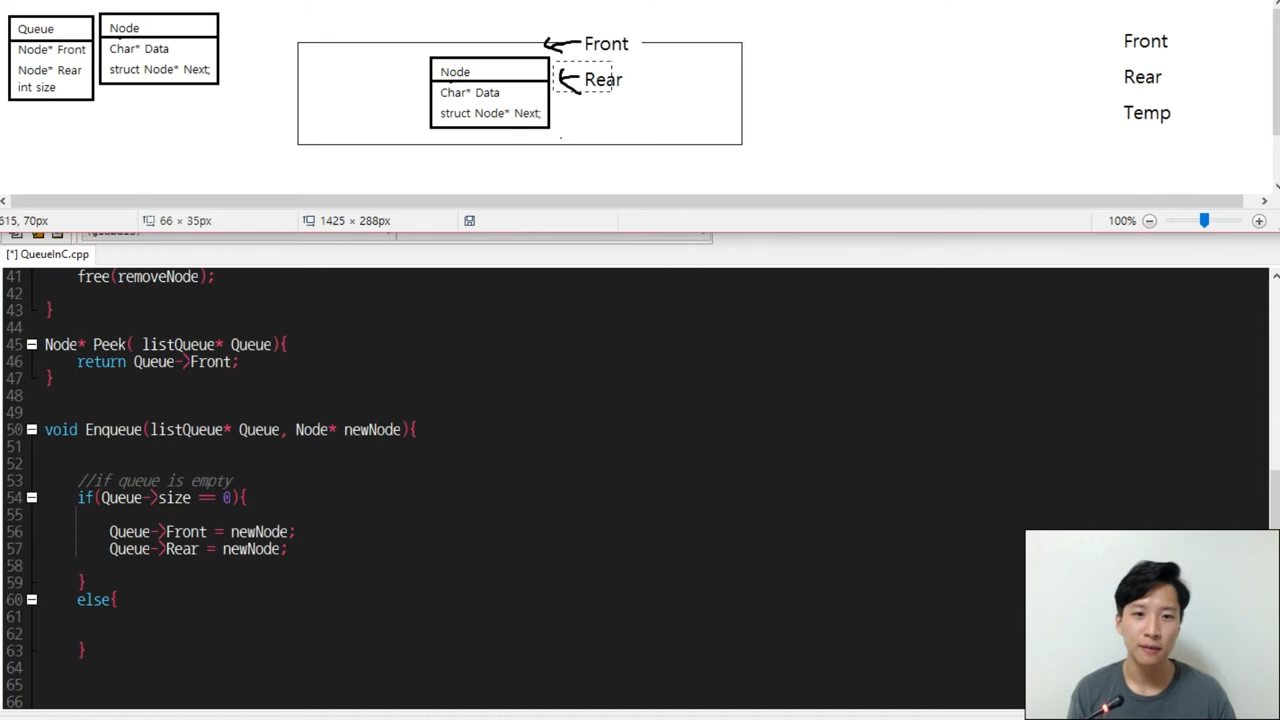 Queue
Node* Front
Node* Rear
int size
Node
Char* Data
struct Node* Next;
Front
Node
Rear
Char* Data
struct Node* Next;
Front
Rear
Temp
615, 70px
66 × 35px
1425 × 288px
100%
[*] QueueInC.cpp
41 free(removeNode);
42
43 }
44
45 Node* Peek( listQueue* Queue){
46 return Queue->Front;
47 }
48
49
50 void Enqueue(listQueue* Queue, Node* newNode){
51
52
53 //if queue is empty
54 if(Queue->size == 0){
55
56 Queue->Front = newNode;
57 Queue->Rear = newNode;
58
59 }
60 else{
61
62
63 }
64
65
66